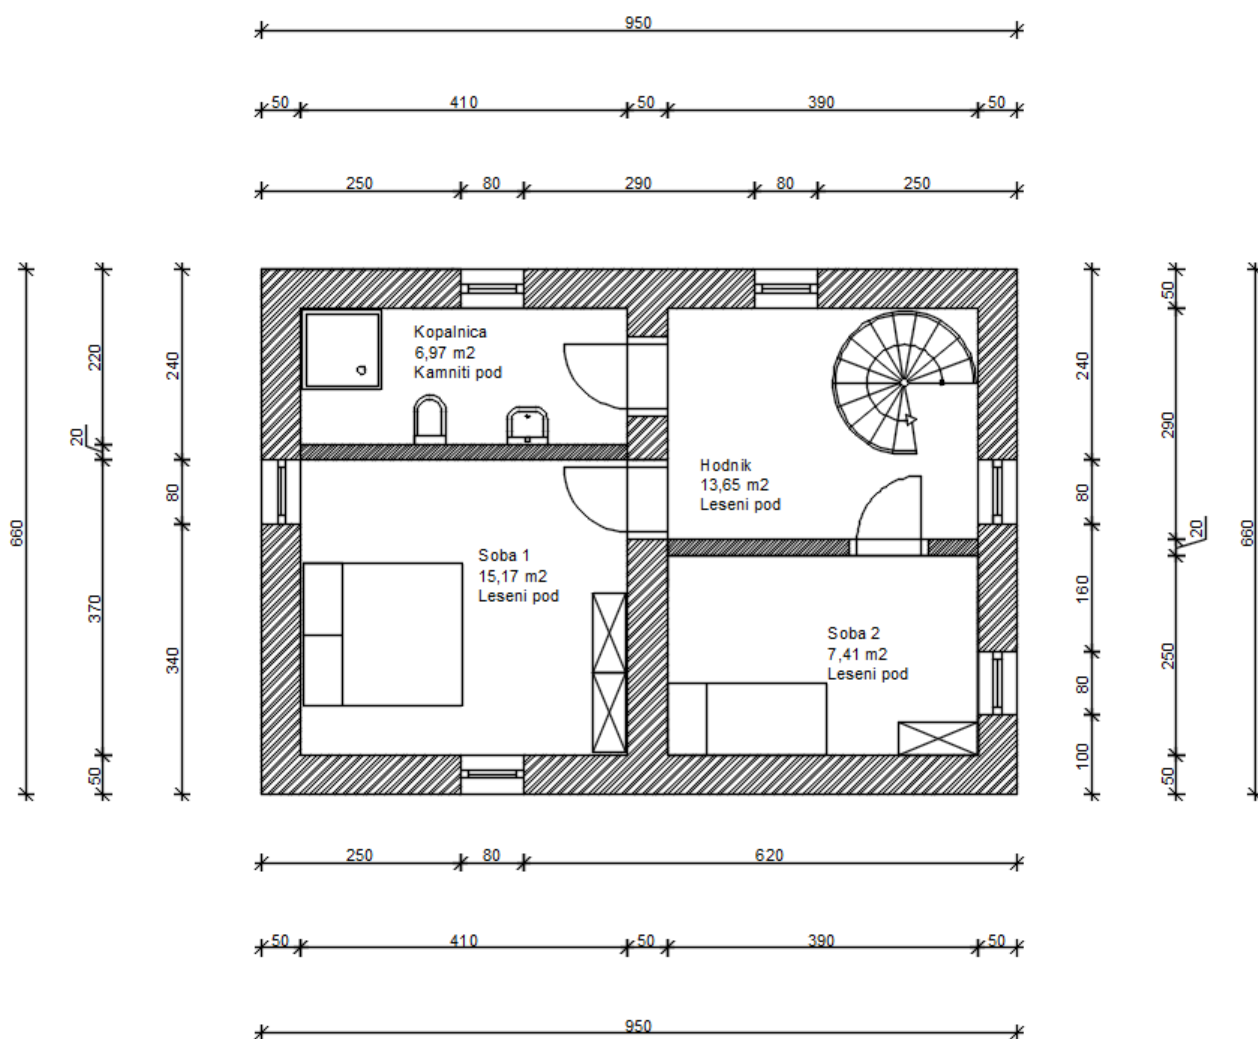 950
50 410 50 390 50
250 80 290 80 250
Kopalnica
6,97 m2
Kamniti pod
Hodnik
13,65 m2
Leseni pod
Soba 1
15,17 m2
Leseni pod
Soba 2
7,41 m2
Leseni pod
660
220
20
370
50
240
80
340
240
80
160
80
100
50
290
20
250
50
660
250 80 620
50 410 50 390 50
950